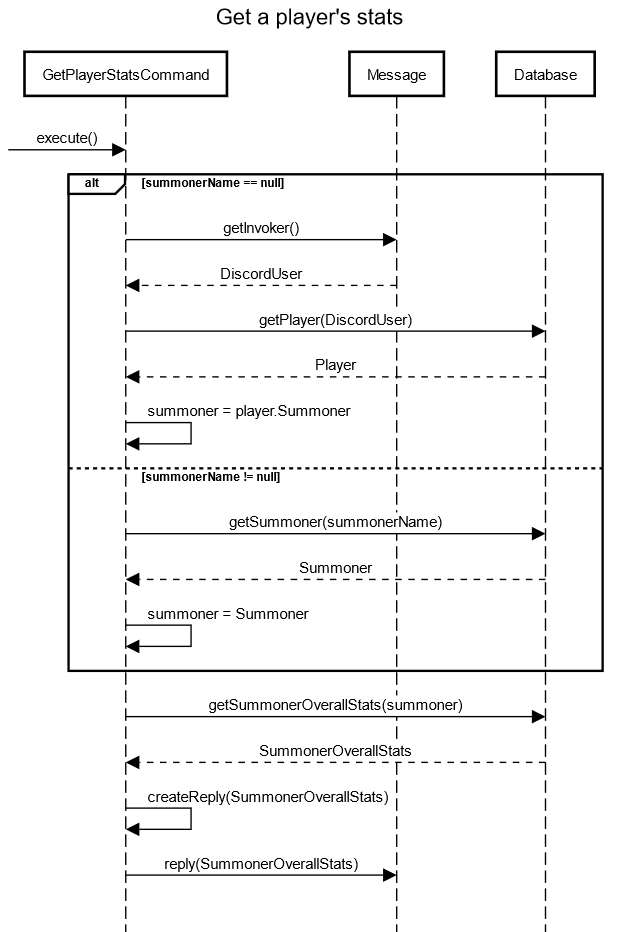 Get a player's stats
GetPlayerStatsCommand
Message
Database
execute()
alt
[summonerName == null]
getInvoker()
DiscordUser
getPlayer(DiscordUser)
Player
summoner = player.Summoner
[summonerName != null]
getSummoner(summonerName)
Summoner
summoner = Summoner
getSummonerOverallStats(summoner)
SummonerOverallStats
createReply(SummonerOverallStats)
reply(SummonerOverallStats)